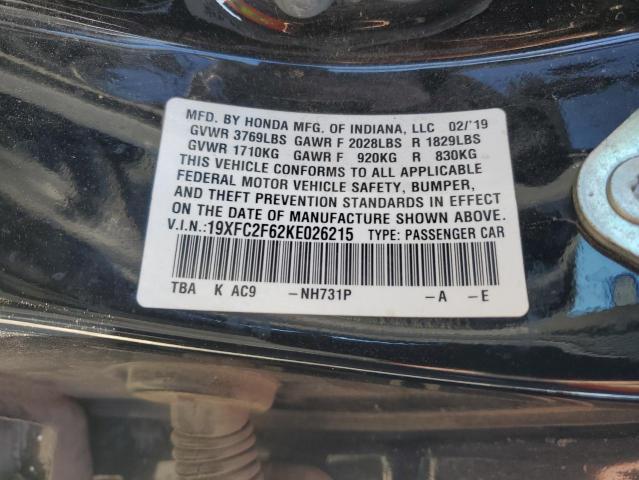 MFD. BY HONDA MFG. OF INDIANA, LLC 02/'19
GVWR 3769LBS GAWR F 2028LBS R 1829LBS
GVWR 1710KG GAWR F 920KG R 830KG
THIS VEHICLE CONFORMS TO ALL APPLICABLE
FEDERAL MOTOR VEHICLE SAFETY, BUMPER,
AND THEFT PREVENTION STANDARDS IN EFFECT
ON THE DATE OF MANUFACTURE SHOWN ABOVE.
V.I.N.:19XFC2F62KE026215 TYPE: PASSENGER CAR
TBA K AC9 -NH731P -A -E